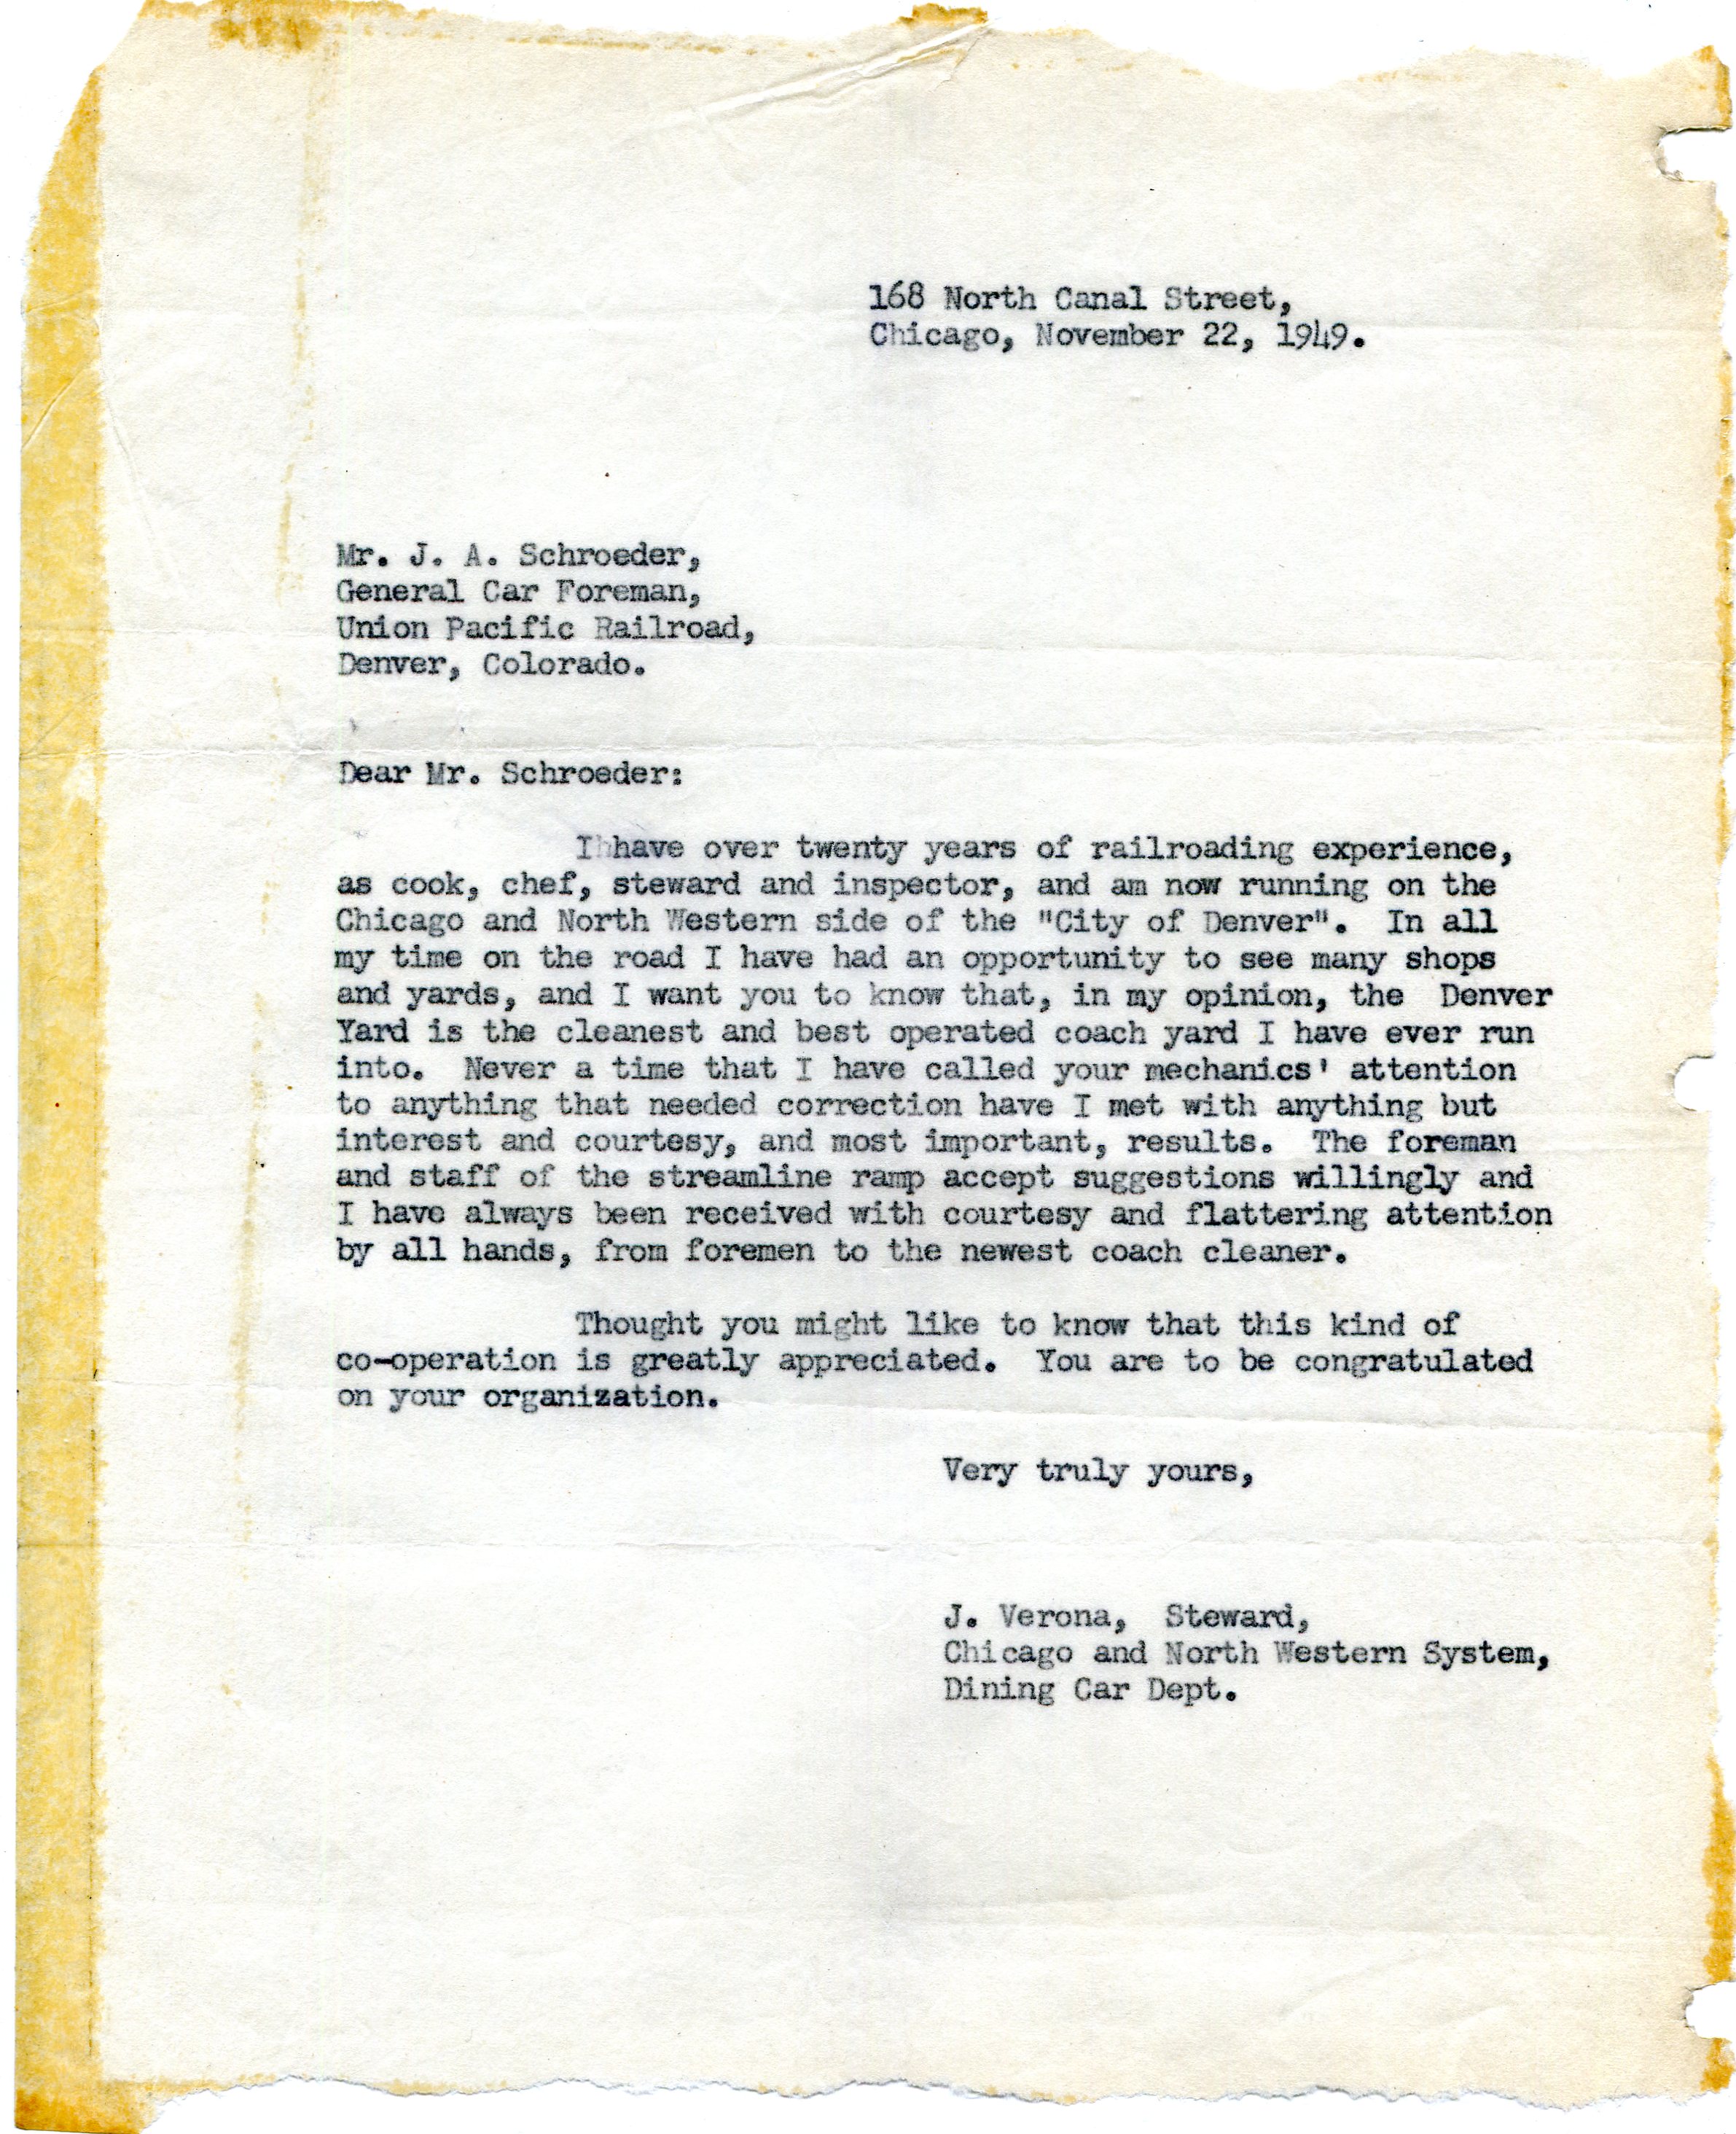 168 North Canal Street,
Chicago, November 22, 1949.
Mr. J. A. Schroeder,
General Car Foreman,
Union Pacific Railroad,
Denver, Colorado.
Dear Mr. Schroeder:
I have over twenty years of railroading experience,
as cook, chef, steward and inspector, and am now running on the
Chicago and North Western side of the "City of Denver". In all
my time on the road I have had an opportunity to see many shops
and yards, and I want you to know that, in my opinion, the Denver
Yard is the cleanest and best operated coach yard I have ever run
into. Never a time that I have called your mechanics' attention
to anything that needed correction have I met with anything but
interest and courtesy, and most important, results. The foreman
and staff of the streamline ramp accept suggestions willingly and
I have always been received with courtesy and flattering attention
by all hands, from foremen to the newest coach cleaner.
Thought you might like to know that this kind of
co-operation is greatly appreciated. You are to be congratulated
on your organization.
Very truly yours,
J. Verona, Steward,
Chicago and North Western System,
Dining Car Dept.